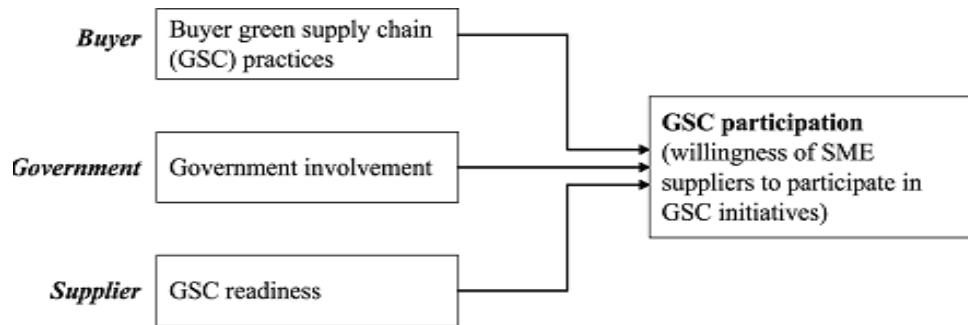 Buyer
Buyer green supply chain
(GSC) practices
Government
Government involvement
Supplier
GSC readiness
GSC participation
(willingness of SME
suppliers to participate in
GSC initiatives)